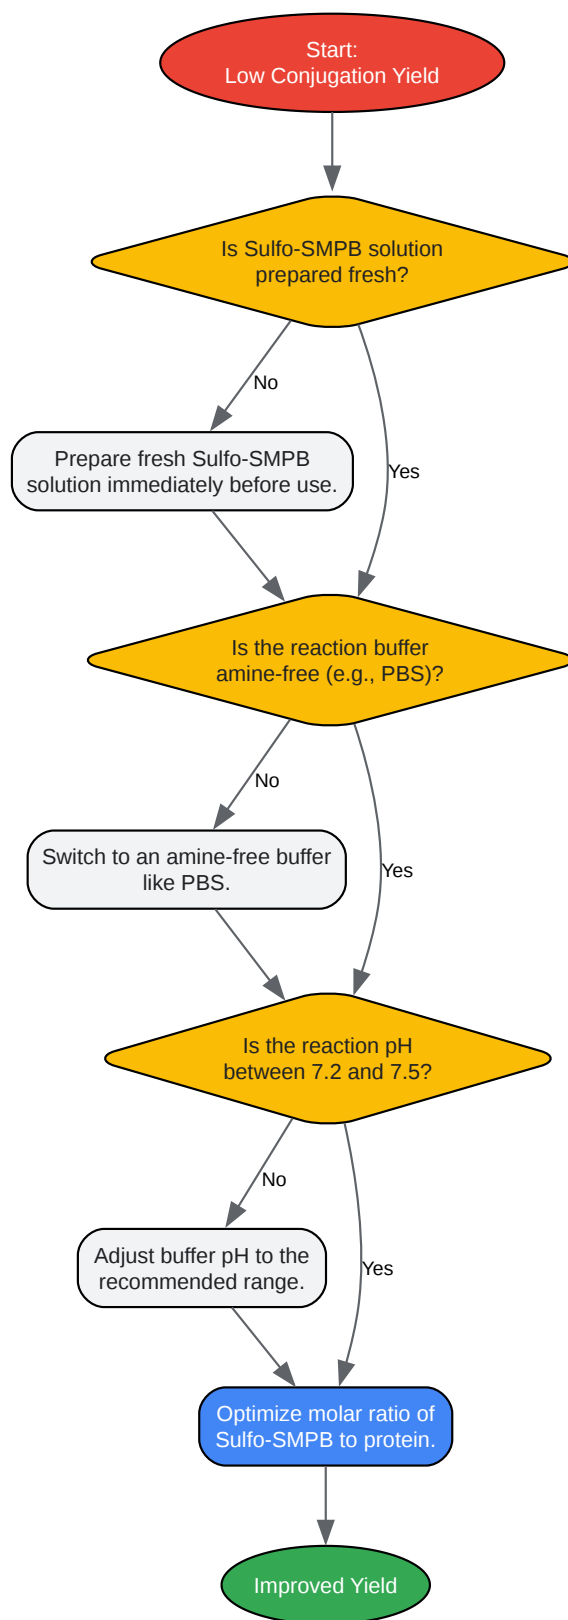 Start:
Low Conjugation Yield
Is Sulfo-SMPB solution
prepared fresh?
No
Prepare fresh Sulfo-SMPB
solution immediately before use.
Yes
Is the reaction buffer
amine-free (e.g., PBS)?
No
Switch to an amine-free buffer
like PBS.
Yes
Is the reaction pH
between 7.2 and 7.5?
No
Adjust buffer pH to the
recommended range.
Yes
Optimize molar ratio of
Sulfo-SMPB to protein.
Improved Yield